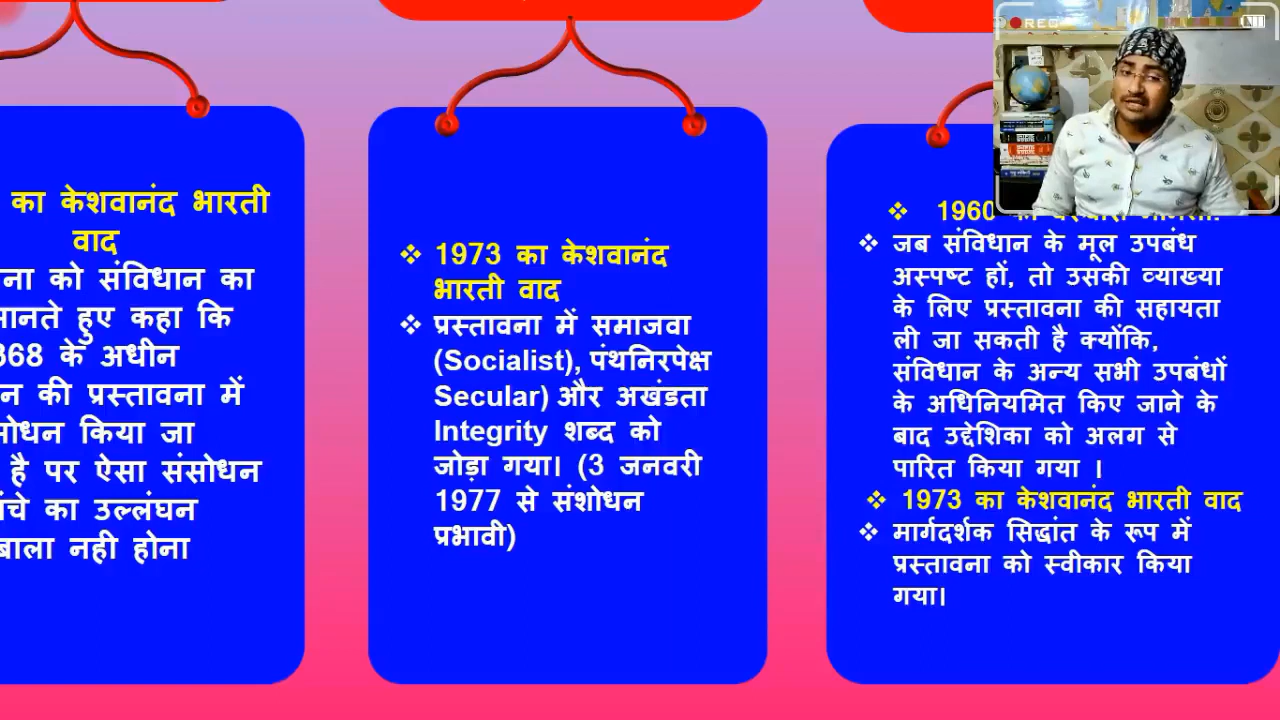 का केशवानंद भारती
वाद
ना को संविधान का
मानते हुए कहा कि
368 के अधीन
न की प्रस्तावना में
किया जा
है पर ऐसा संसोधन
का उल्लंघन
नही होना
❖ 1973 का केशवानंद
भारती वाद
❖ प्रस्तावना में समाजवा
(Socialist), पंथनिरपेक्ष
Secular) और अखंडता
Integrity शब्द को
जोड़ा गया। (3 जनवरी
1977 से संशोधन
प्रभावी)
REC
❖ 1960
❖ जब संविधान के मूल उपबंध
अस्पष्ट हों, तो उसकी व्याख्या
के लिए प्रस्तावना की सहायता
ली जा सकती है क्योंकि,
संविधान के अन्य सभी उपबंधों
के अधिनियमित किए जाने के
बाद उद्देशिका को अलग से
पारित किया गया ।
❖ 1973 का केशवानंद भारती वाद
❖ मार्गदर्शक सिद्धांत के रूप में
प्रस्तावना को स्वीकार किया
गया।